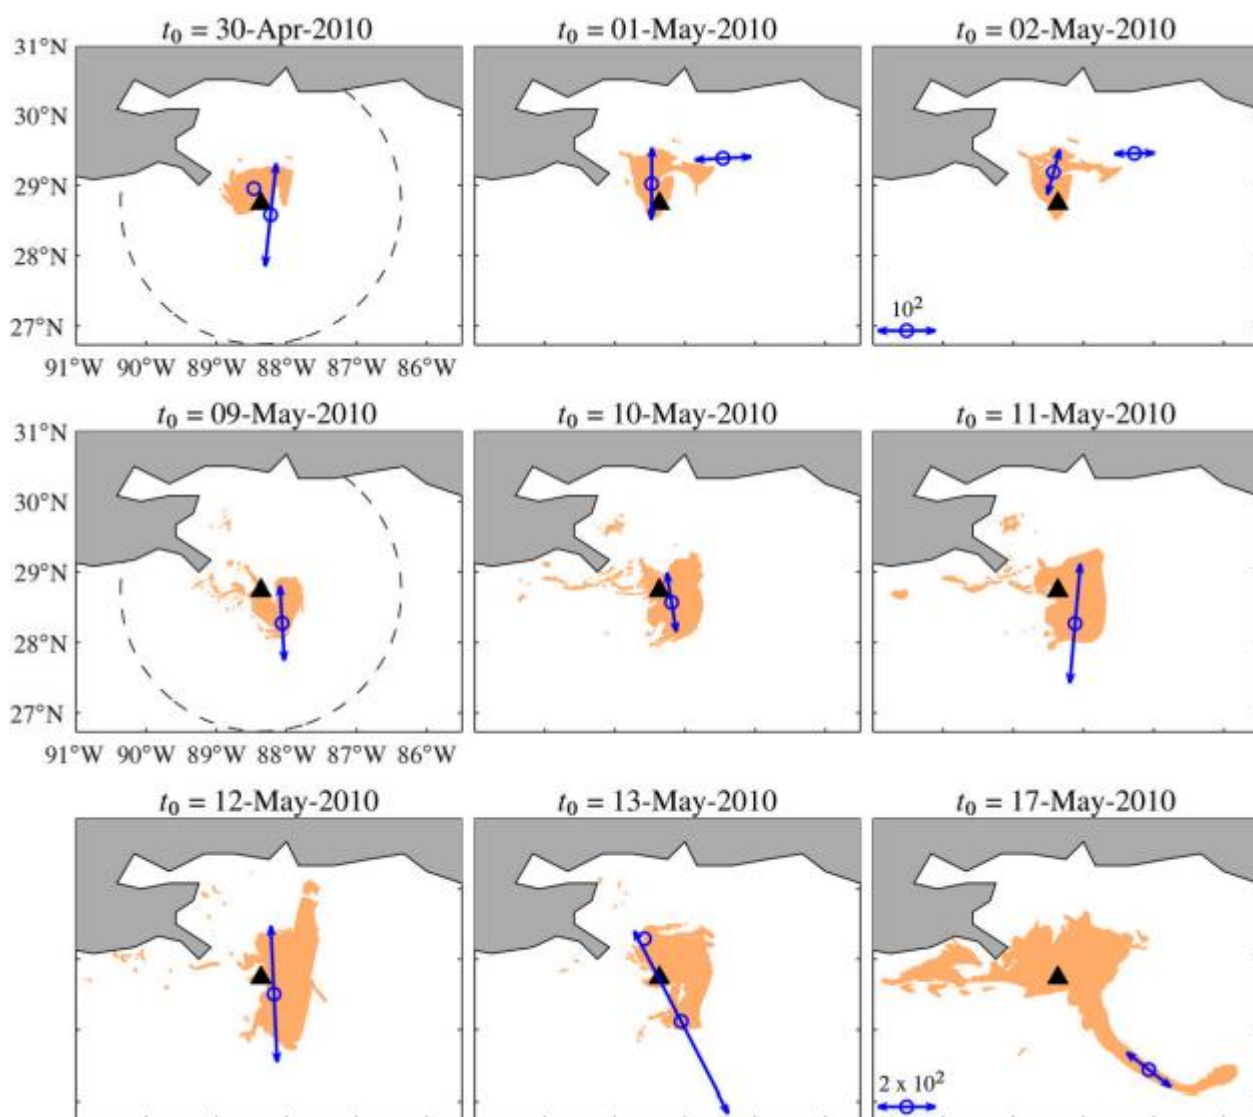 t₀ = 30-Apr-2010 t₀ = 01-May-2010 t₀ = 02-May-2010
31°N
30°N
29°N
28°N
27°N
10²
91°W 90°W 89°W 88°W 87°W 86°W
t₀ = 09-May-2010 t₀ = 10-May-2010 t₀ = 11-May-2010
31°N
30°N
29°N
28°N
27°N
91°W 90°W 89°W 88°W 87°W 86°W
t₀ = 12-May-2010 t₀ = 13-May-2010 t₀ = 17-May-2010
2 x 10²